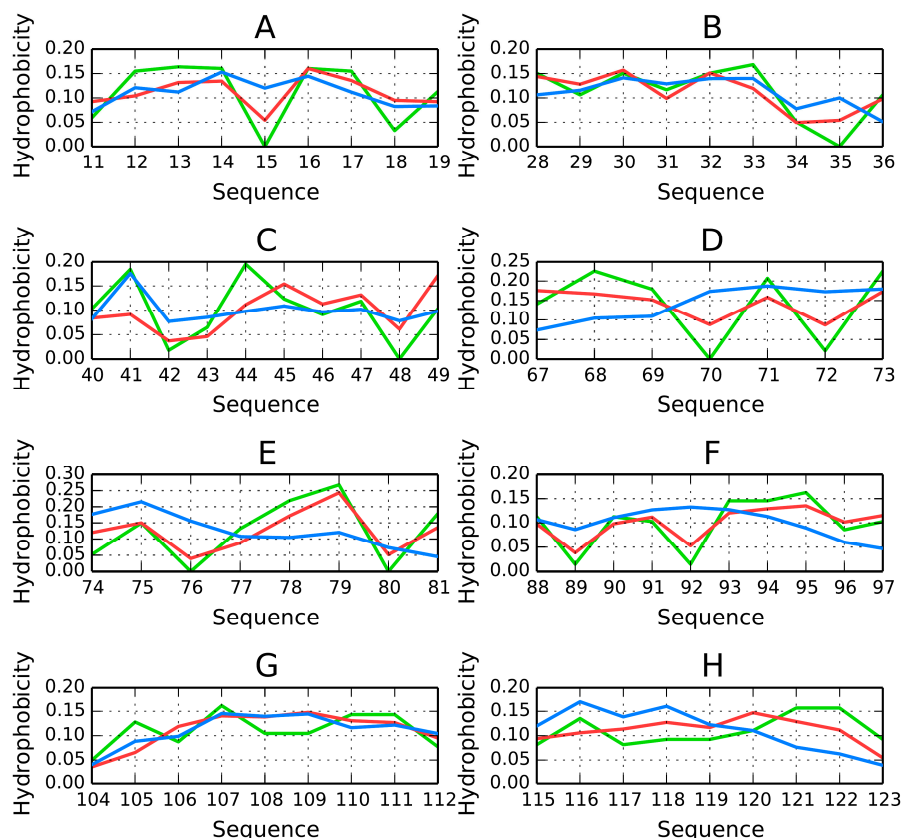 A
Hydrophobicity
0.20
0.15
0.10
0.05
0.00
11 12 13 14 15 16 17 18 19
Sequence
B
Hydrophobicity
0.20
0.15
0.10
0.05
0.00
28 29 30 31 32 33 34 35 36
Sequence
C
Hydrophobicity
0.20
0.15
0.10
0.05
0.00
40 41 42 43 44 45 46 47 48 49
Sequence
D
Hydrophobicity
0.25
0.20
0.15
0.10
0.05
0.00
67 68 69 70 71 72 73
Sequence
E
Hydrophobicity
0.30
0.25
0.20
0.15
0.10
0.05
0.00
74 75 76 77 78 79 80 81
Sequence
F
Hydrophobicity
0.20
0.15
0.10
0.05
0.00
88 89 90 91 92 93 94 95 96 97
Sequence
G
Hydrophobicity
0.20
0.15
0.10
0.05
0.00
104 105 106 107 108 109 110 111 112
Sequence
H
Hydrophobicity
0.20
0.15
0.10
0.05
0.00
115 116 117 118 119 120 121 122 123
Sequence